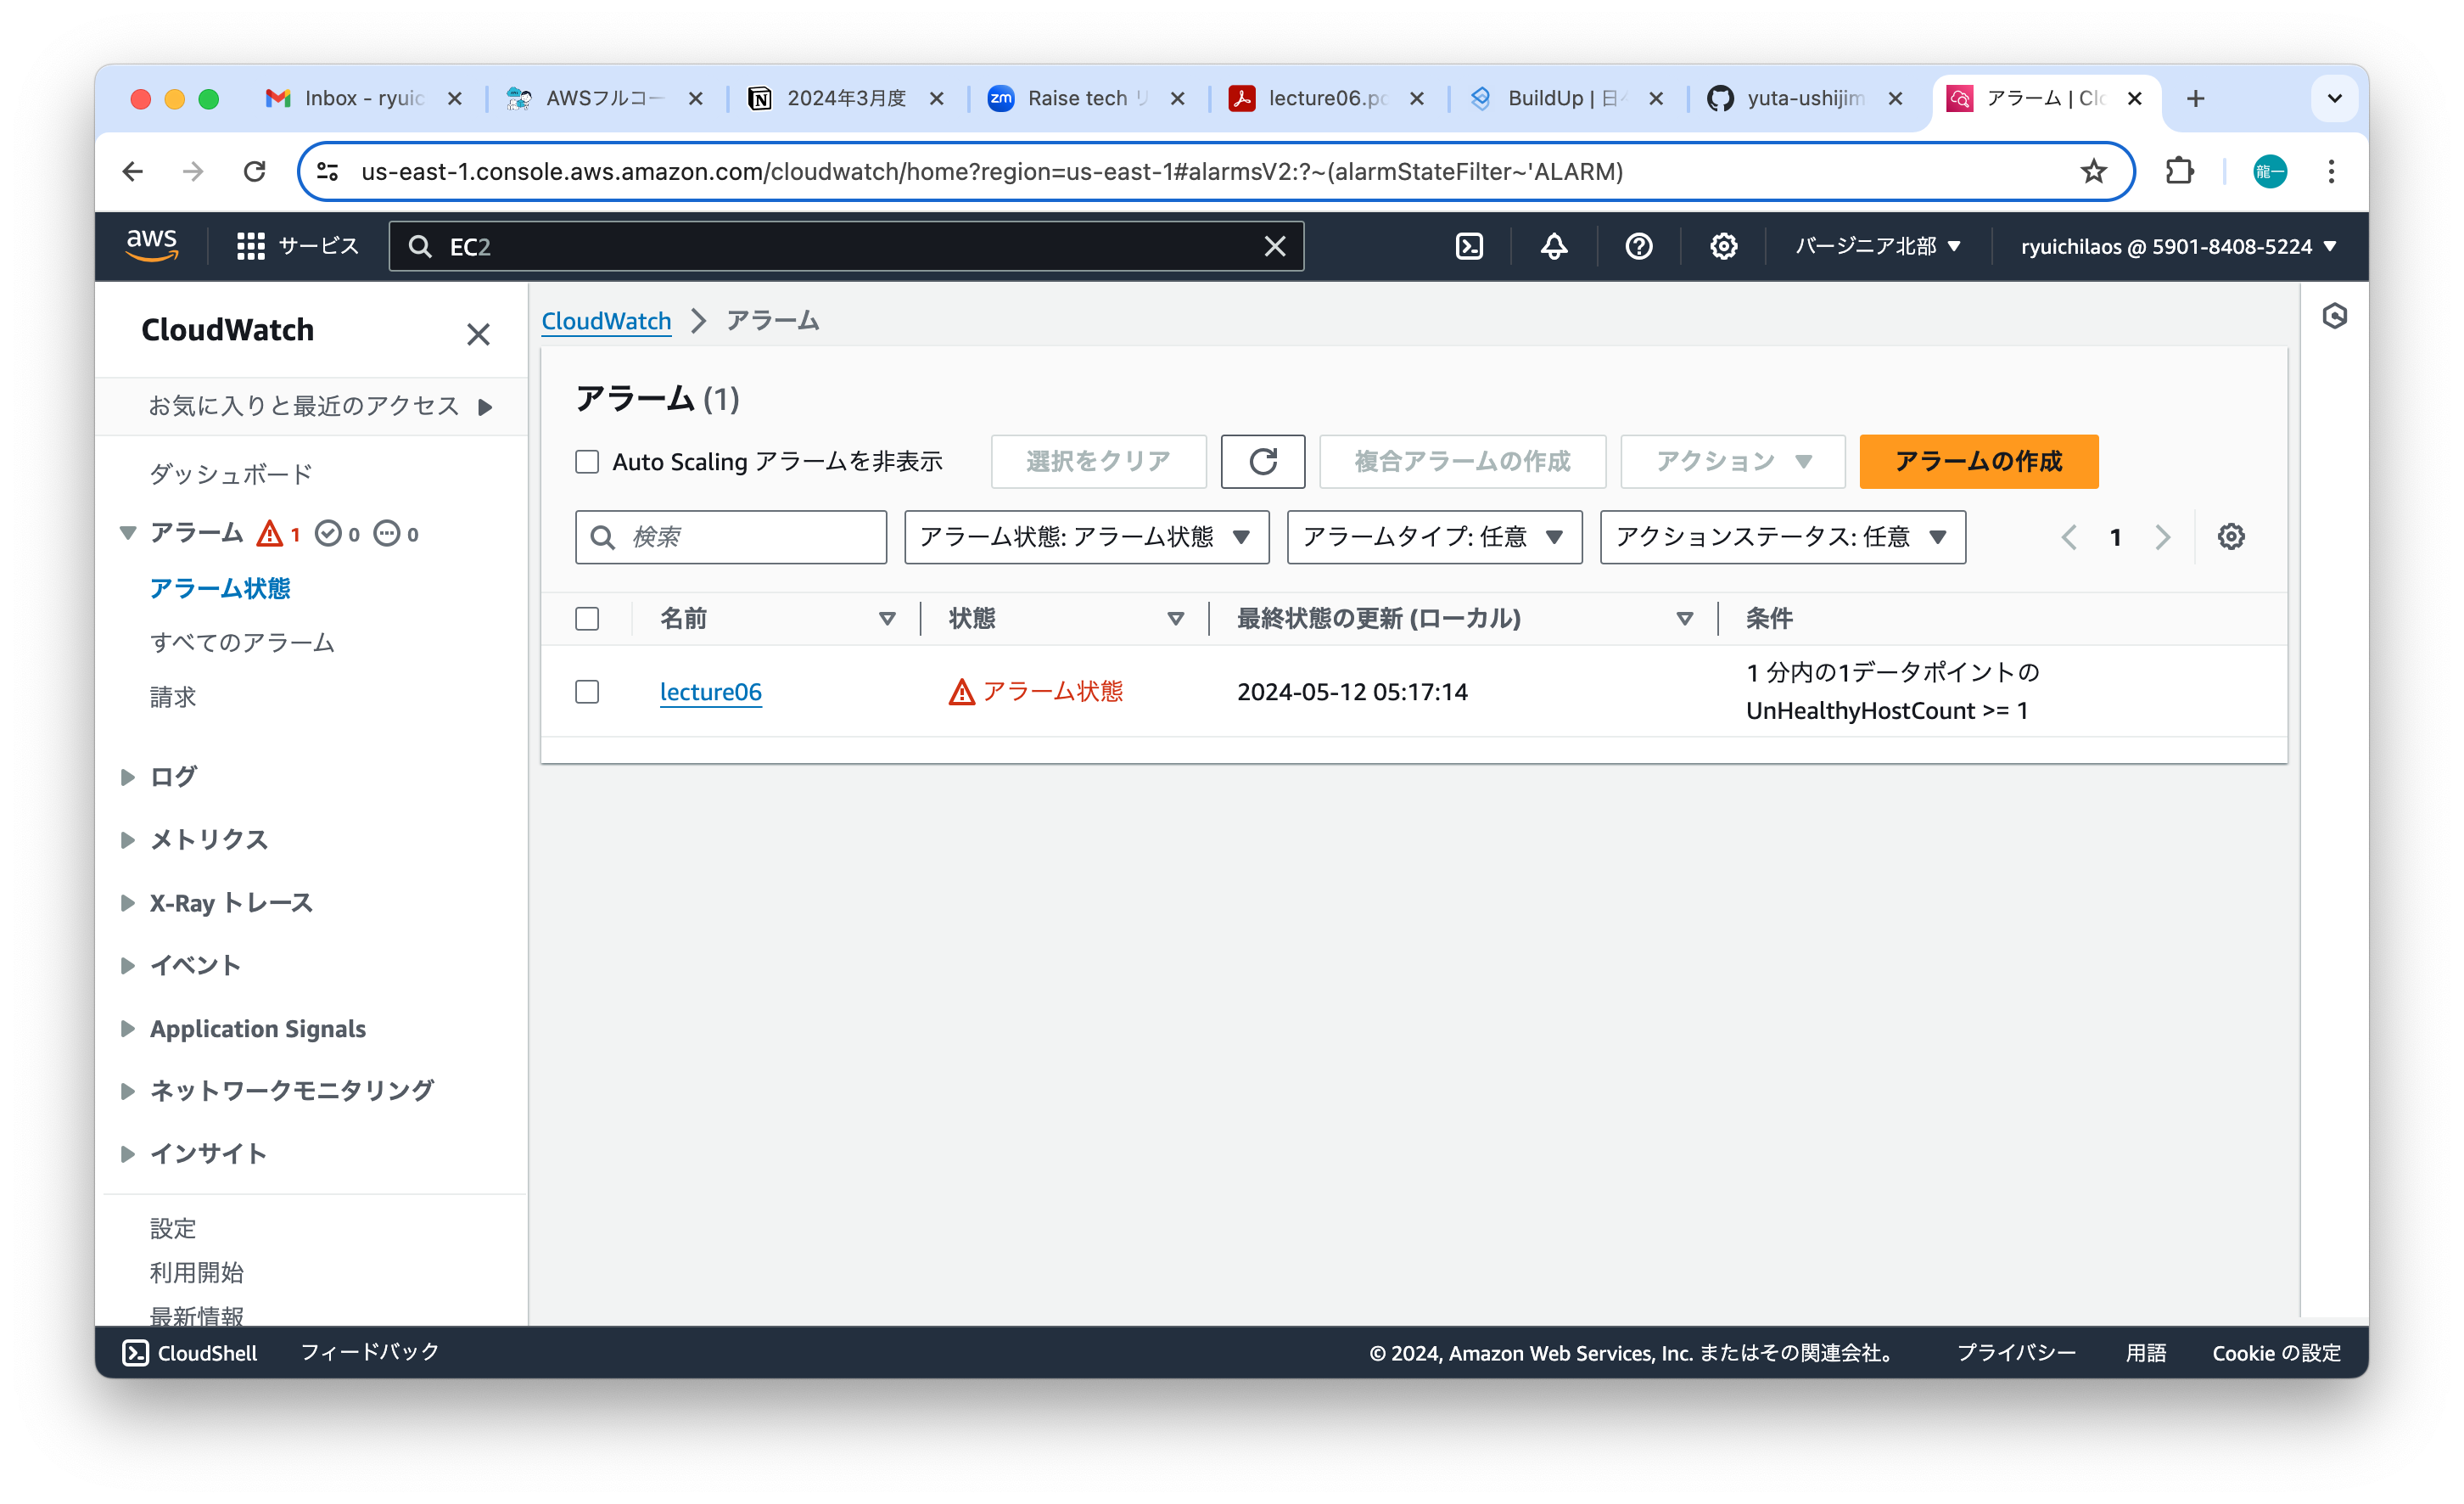 Inbox - ryuic
AWSフルコー
2024年3月度
Raise tech リ
lecture06.pd
BuildUp | 日々
yuta-ushijim
アラーム | Clo
us-east-1.console.aws.amazon.com/cloudwatch/home?region=us-east-1#alarmsV2:?~(alarmStateFilter~'ALARM)
龍一
aws
サービス
EC2
バージニア北部
ryuichilaos @ 5901-8408-5224
CloudWatch
お気に入りと最近のアクセス
ダッシュボード
アラーム 1 0 0
アラーム状態
すべてのアラーム
請求
ログ
メトリクス
X-Ray トレース
イベント
Application Signals
ネットワークモニタリング
インサイト
設定
利用開始
最新情報
CloudWatch > アラーム
アラーム (1)
Auto Scaling アラームを非表示
選択をクリア
複合アラームの作成
アクション
アラームの作成
検索
アラーム状態: アラーム状態
アラームタイプ: 任意
アクションステータス: 任意
1
名前
状態
最終状態の更新 (ローカル)
条件
lecture06
アラーム状態
2024-05-12 05:17:14
1 分内の1データポイントの
UnHealthyHostCount >= 1
CloudShell
フィードバック
© 2024, Amazon Web Services, Inc. またはその関連会社。
プライバシー
用語
Cookie の設定